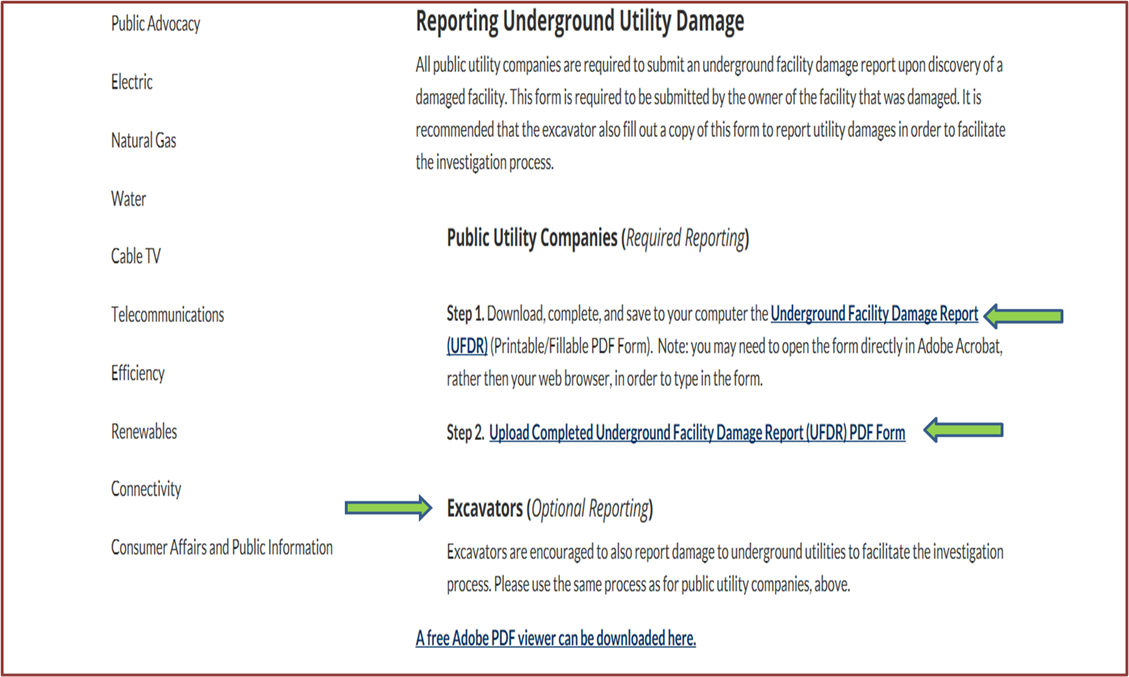 Public Advocacy
Electric
Natural Gas
Water
Cable TV
Telecommunications
Efficiency
Renewables
Connectivity
Consumer Affairs and Public Information
Reporting Underground Utility Damage
All public utility companies are required to submit an underground facility damage report upon discovery of a
damaged facility. This form is required to be submitted by the owner of the facility that was damaged. It is
recommended that the excavator also fill out a copy of this form to report utility damages in order to facilitate
the investigation process.
Public Utility Companies (Required Reporting)
Step 1. Download, complete, and save to your computer the Underground Facility Damage Report
(UFDR) (Printable/Fillable PDF Form). Note: you may need to open the form directly in Adobe Acrobat,
rather then your web browser, in order to type in the form.
Step 2. Upload Completed Underground Facility Damage Report (UFDR) PDF Form
Excavators (Optional Reporting)
Excavators are encouraged to also report damage to underground utilities to facilitate the investigation
process. Please use the same process as for public utility companies, above.
A free Adobe PDF viewer can be downloaded here.